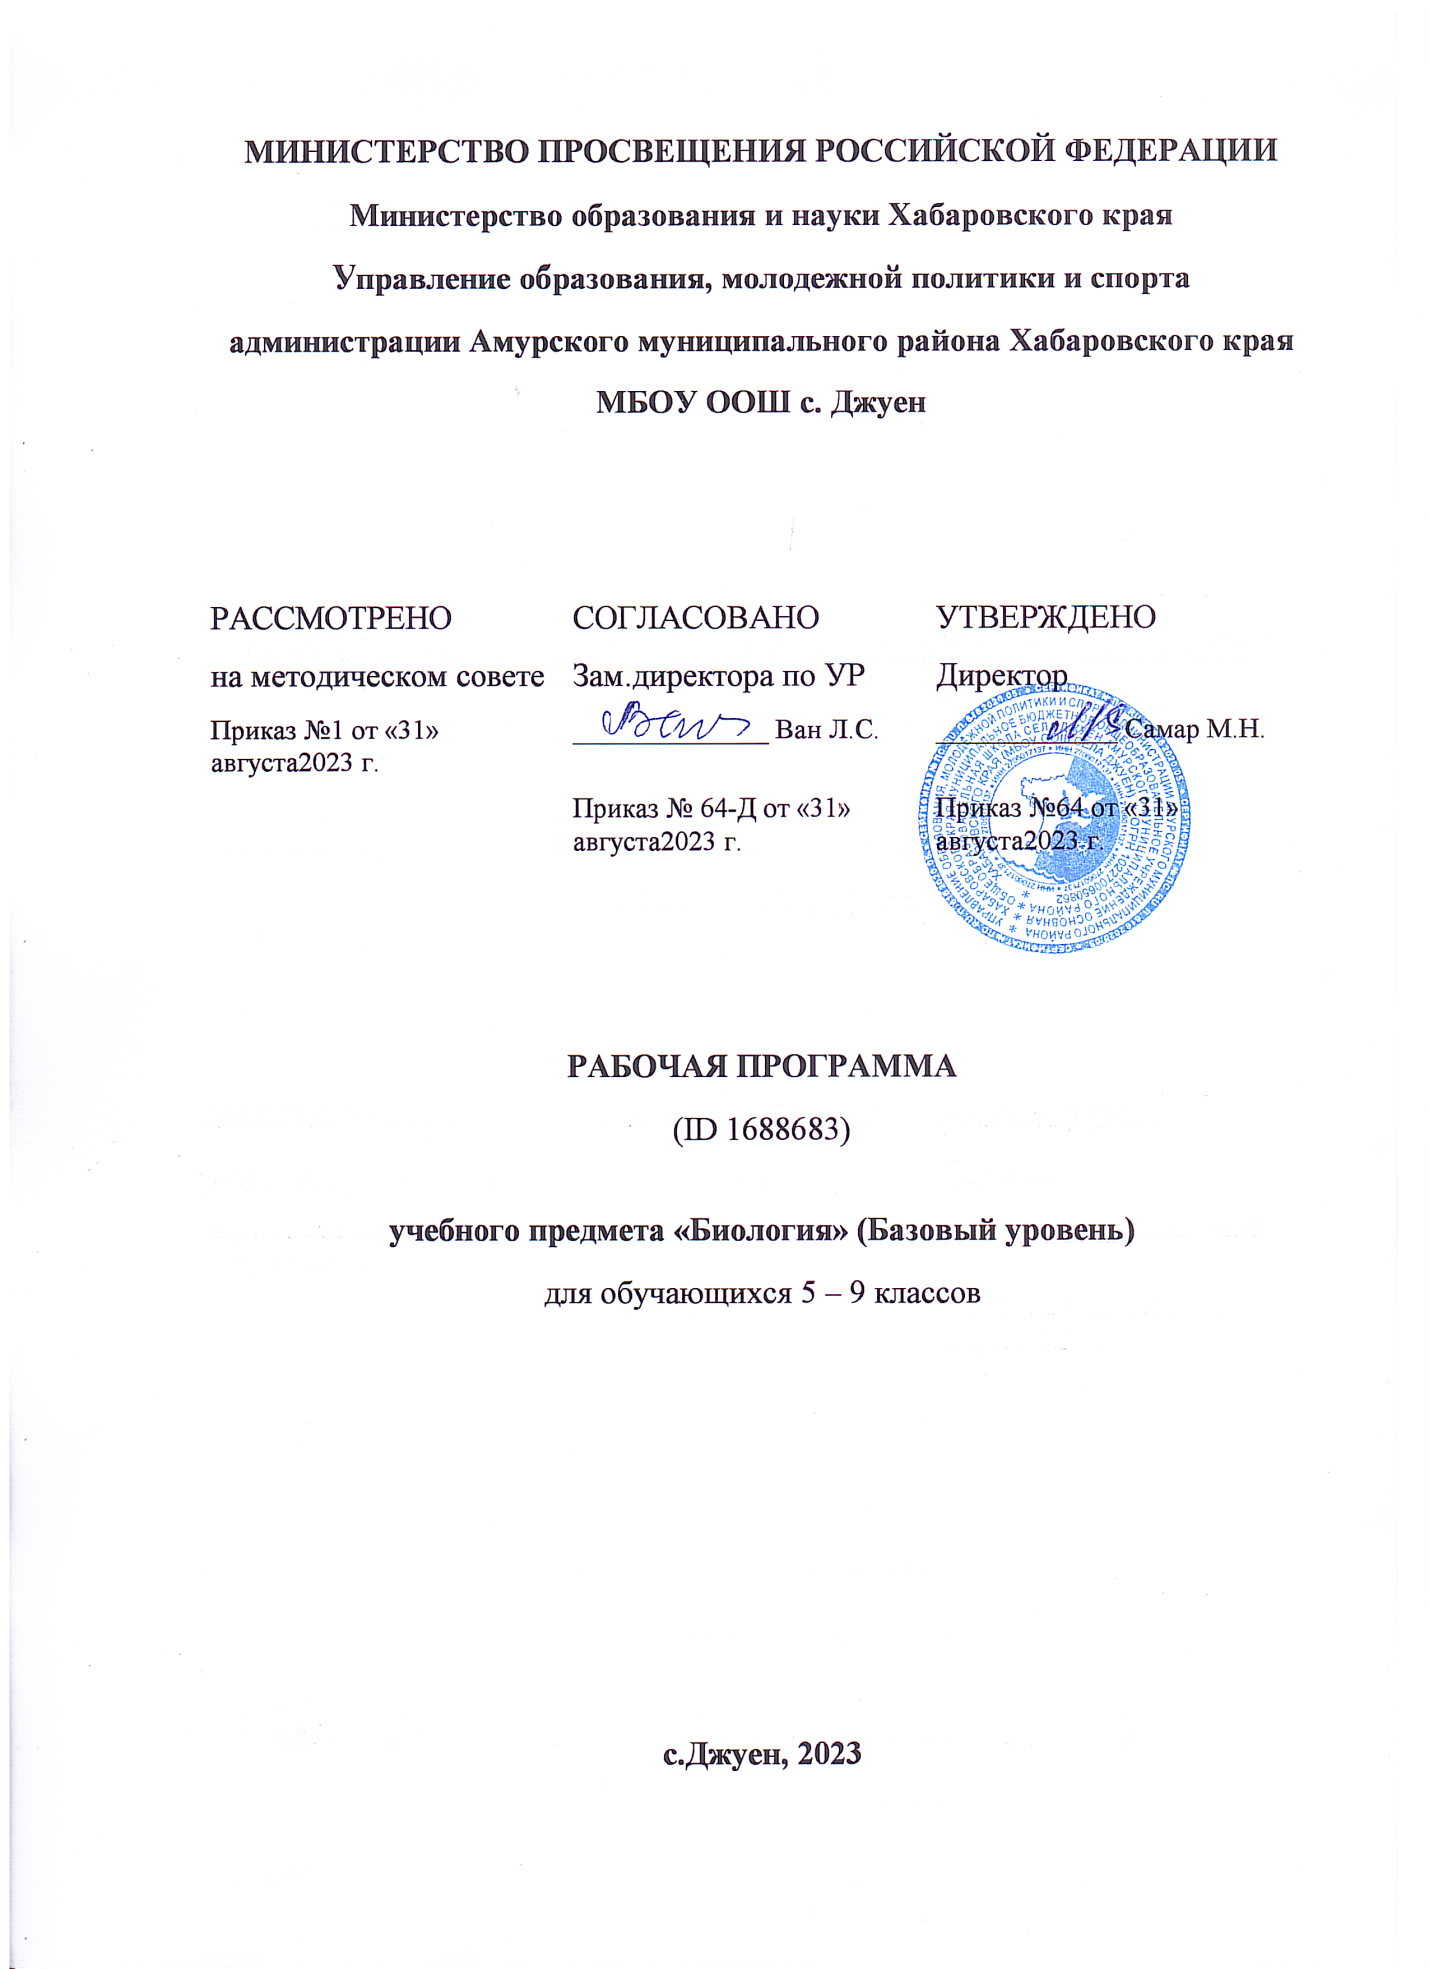 МИНИСТЕРСТВО ПРОСВЕЩЕНИЯ РОССИЙСКОЙ ФЕДЕРАЦИИ
Министерство образования и науки Хабаровского края
Управление образования, молодежной политики и спорта
администрации Амурского муниципального района Хабаровского края
МБОУ ООШ с. Джуен
РАССМОТРЕНО
на методическом совете
Приказ №1 от «31»
августа2023 г.
СОГЛАСОВАНО
Зам.директора по УР
Ван Л.С.
Приказ № 64-Д от «31»
августа2023 г.
УТВЕРЖДЕНО
Директор
Самар М.Н.
Приказ №64 от «31»
августа2023 г.
РАБОЧАЯ ПРОГРАММА
(ID 1688683)
учебного предмета «Биология» (Базовый уровень)
для обучающихся 5 – 9 классов
с.Джуен, 2023